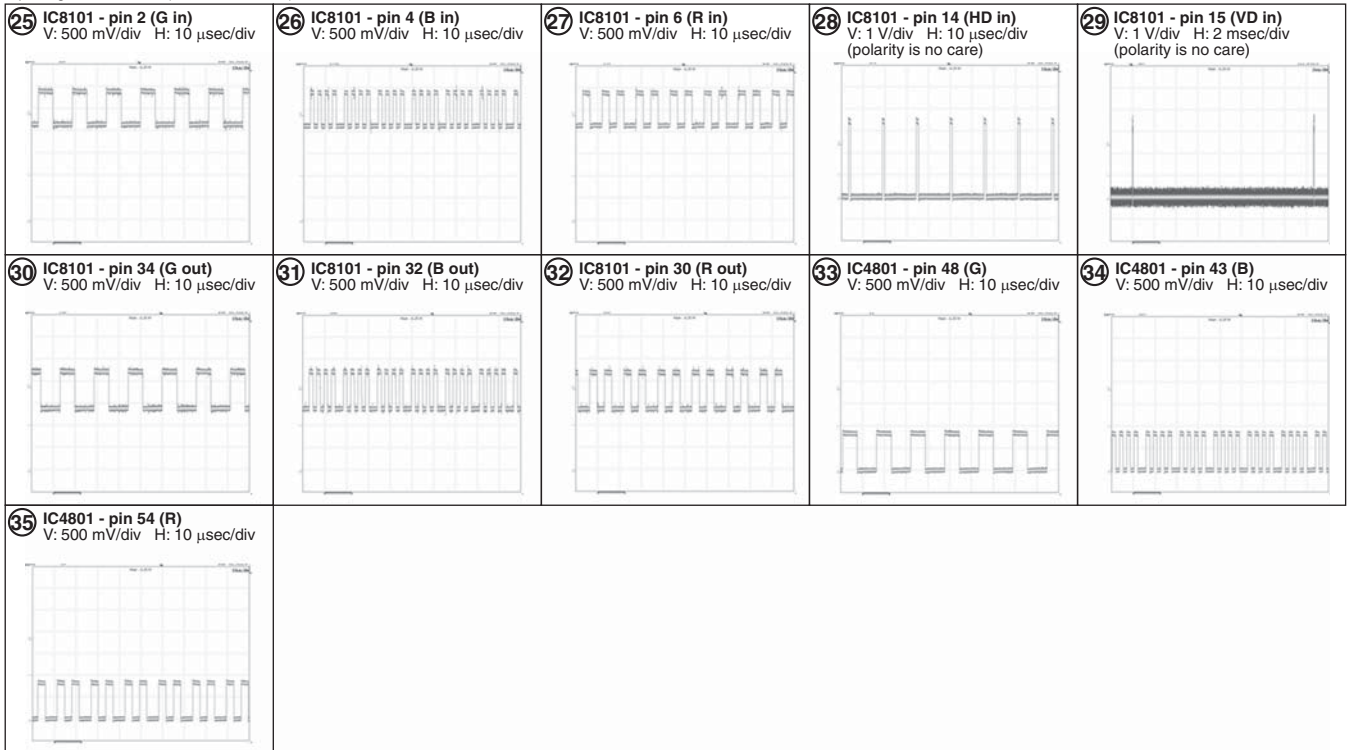 25 IC8101 - pin 2 (G in)
V: 500 mV/div H: 10 μsec/div
26 IC8101 - pin 4 (B in)
V: 500 mV/div H: 10 μsec/div
27 IC8101 - pin 6 (R in)
V: 500 mV/div H: 10 μsec/div
28 IC8101 - pin 14 (HD in)
V: 1 V/div H: 10 μsec/div
(polarity is no care)
29 IC8101 - pin 15 (VD in)
V: 1 V/div H: 2 msec/div
(polarity is no care)
30 IC8101 - pin 34 (G out)
V: 500 mV/div H: 10 μsec/div
31 IC8101 - pin 32 (B out)
V: 500 mV/div H: 10 μsec/div
32 IC8101 - pin 30 (R out)
V: 500 mV/div H: 10 μsec/div
33 IC4801 - pin 48 (G)
V: 500 mV/div H: 10 μsec/div
34 IC4801 - pin 43 (B)
V: 500 mV/div H: 10 μsec/div
35 IC4801 - pin 54 (R)
V: 500 mV/div H: 10 μsec/div